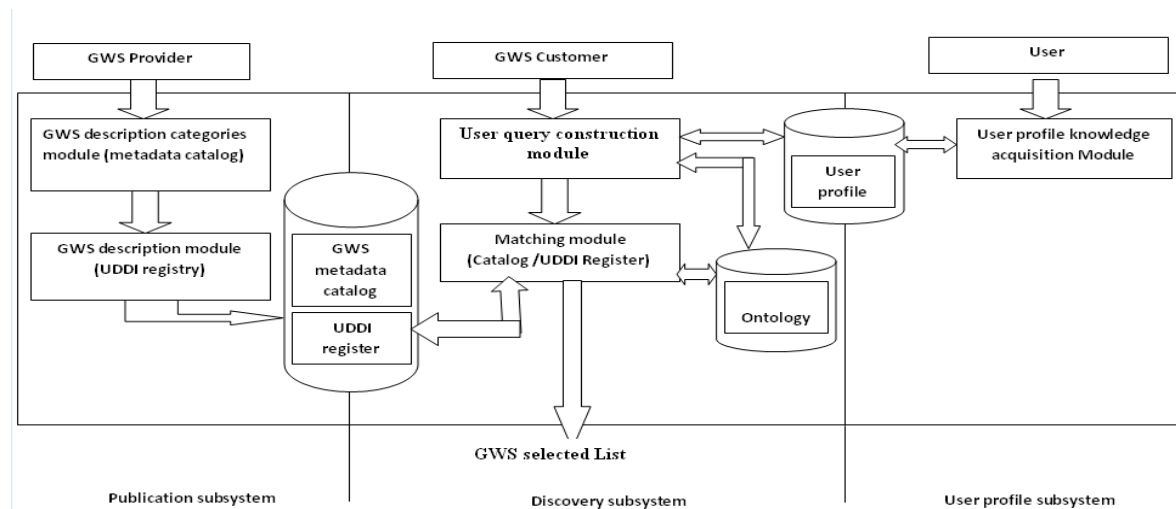 GWS Provider
GWS Customer
User
GWS description categories
module (metadata catalog)
User query construction
module
User profile knowledge
acquisition Module
User
profile
GWS description module
(UDDI registry)
GWS
metadata
catalog
Matching module
(Catalog /UDDI Register)
Ontology
UDDI
register
GWS selected List
Publication subsystem
Discovery subsystem
User profile subsystem